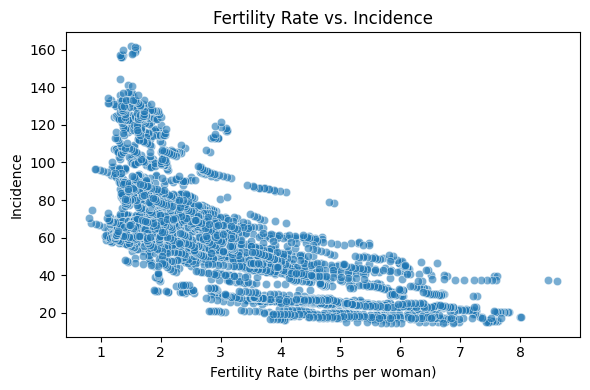 Fertility Rate vs. Incidence
Incidence
160
140
120
100
80
60
40
20
1 2 3 4 5 6 7 8
Fertility Rate (births per woman)